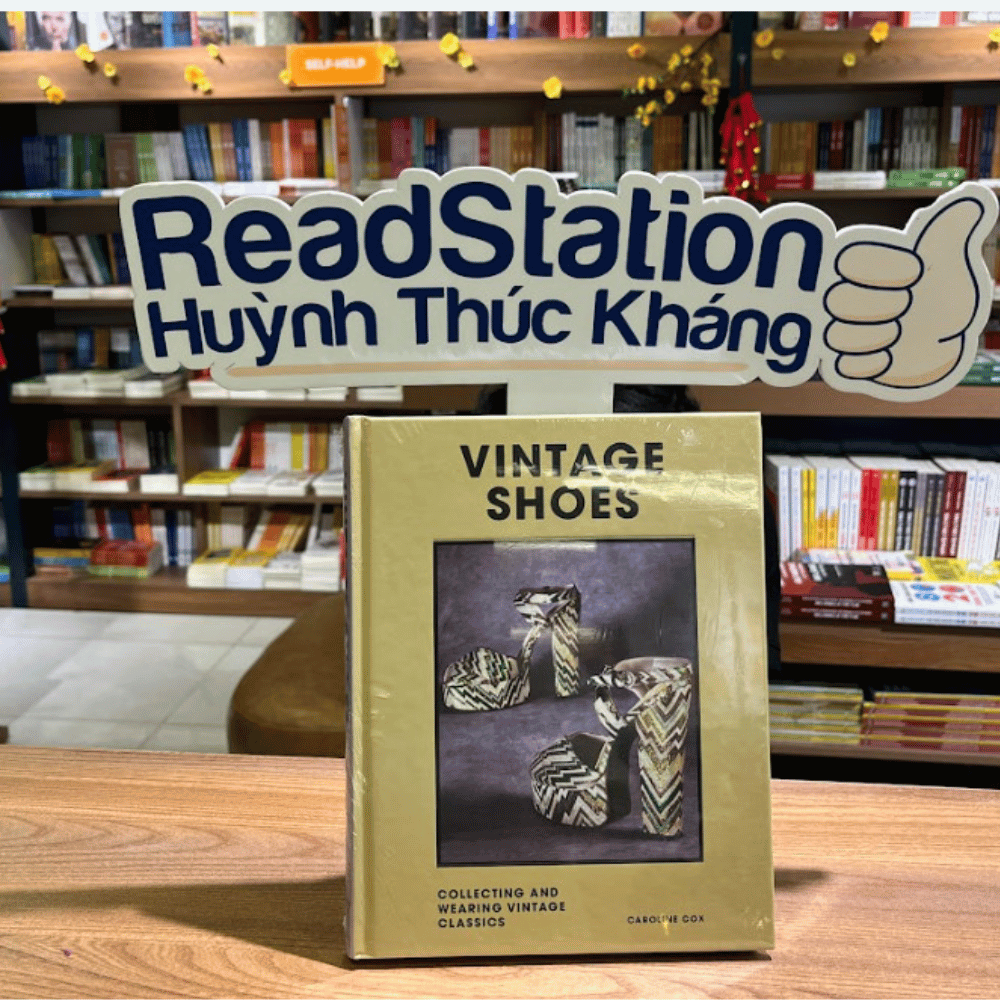 SELF-HELP
ReadStation
Huỳnh Thúc Kháng
VINTAGE
SHOES
COLLECTING AND
WEARING VINTAGE
CLASSICS
CAROLINE COX